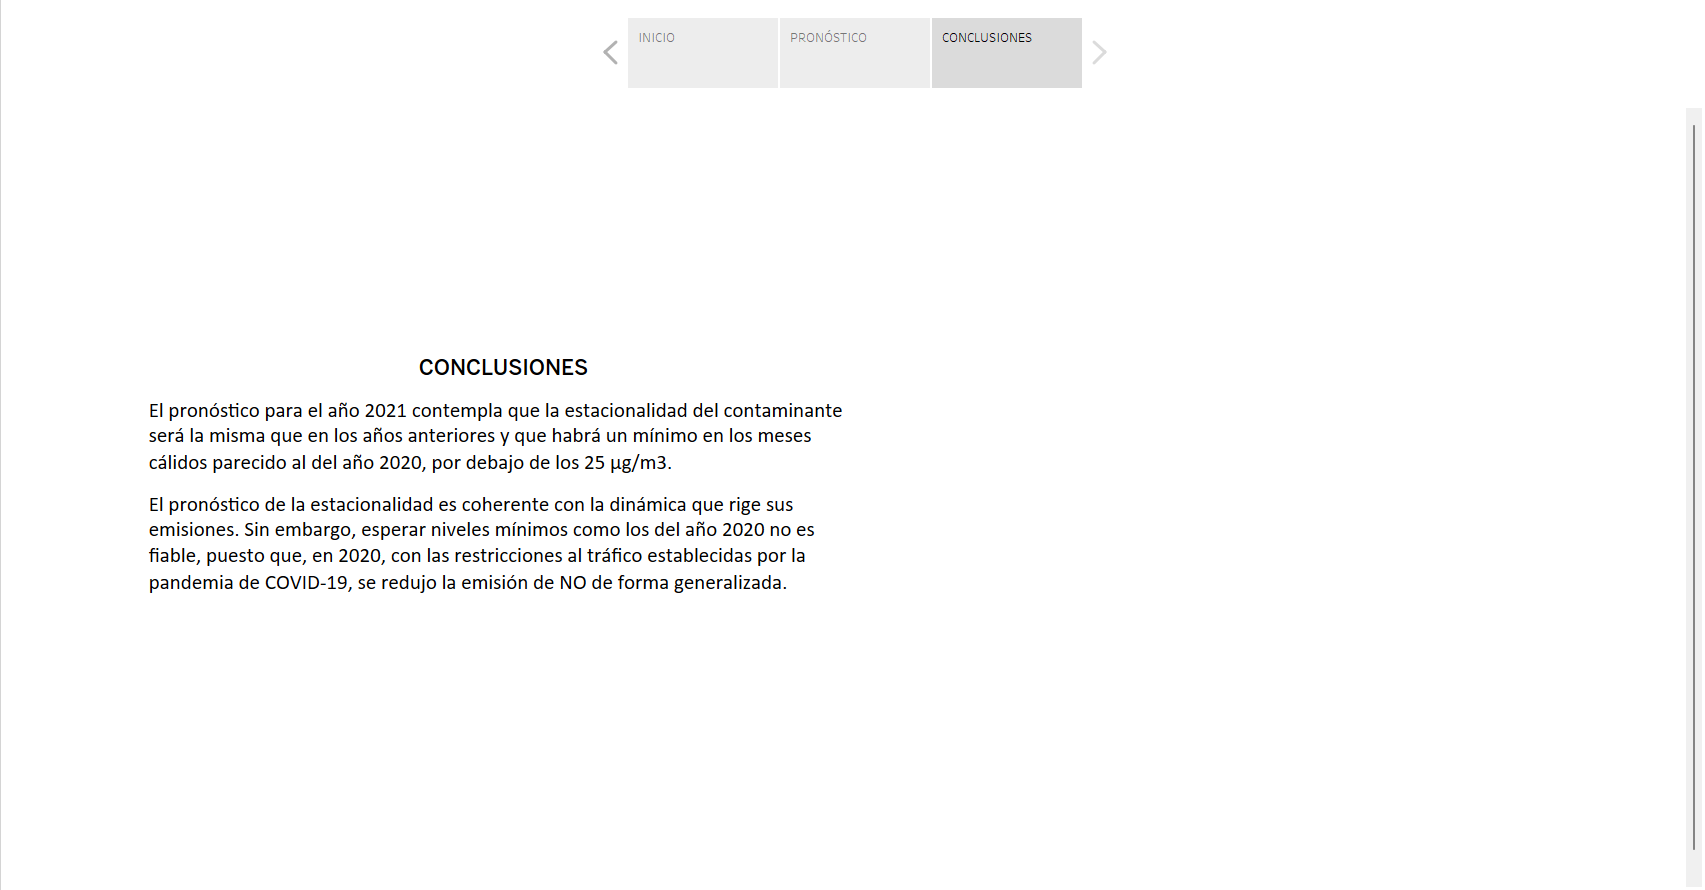 INICIO
PRONÓSTICO
CONCLUSIONES
CONCLUSIONES
El pronóstico para el año 2021 contempla que la estacionalidad del contaminante
será la misma que en los años anteriores y que habrá un mínimo en los meses
cálidos parecido al del año 2020, por debajo de los 25 µg/m3.
El pronóstico de la estacionalidad es coherente con la dinámica que rige sus
emisiones. Sin embargo, esperar niveles mínimos como los del año 2020 no es
fiable, puesto que, en 2020, con las restricciones al tráfico establecidas por la
pandemia de COVID-19, se redujo la emisión de NO de forma generalizada.